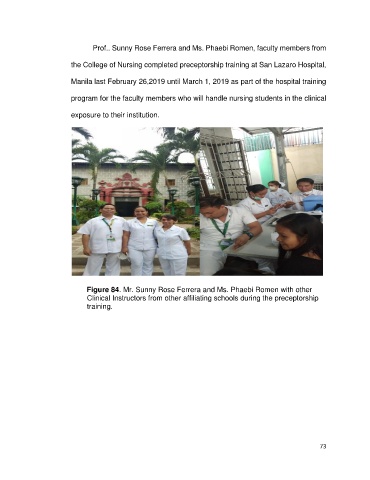 Prof.. Sunny Rose Ferrera and Ms. Phaebi Romen, faculty members from
the College of Nursing completed preceptorship training at San Lazaro Hospital,
Manila last February 26,2019 until March 1, 2019 as part of the hospital training
program for the faculty members who will handle nursing students in the clinical
exposure to their institution.
Figure 84. Mr. Sunny Rose Ferrera and Ms. Phaebi Romen with other
Clinical Instructors from other affiliating schools during the preceptorship
training.
73